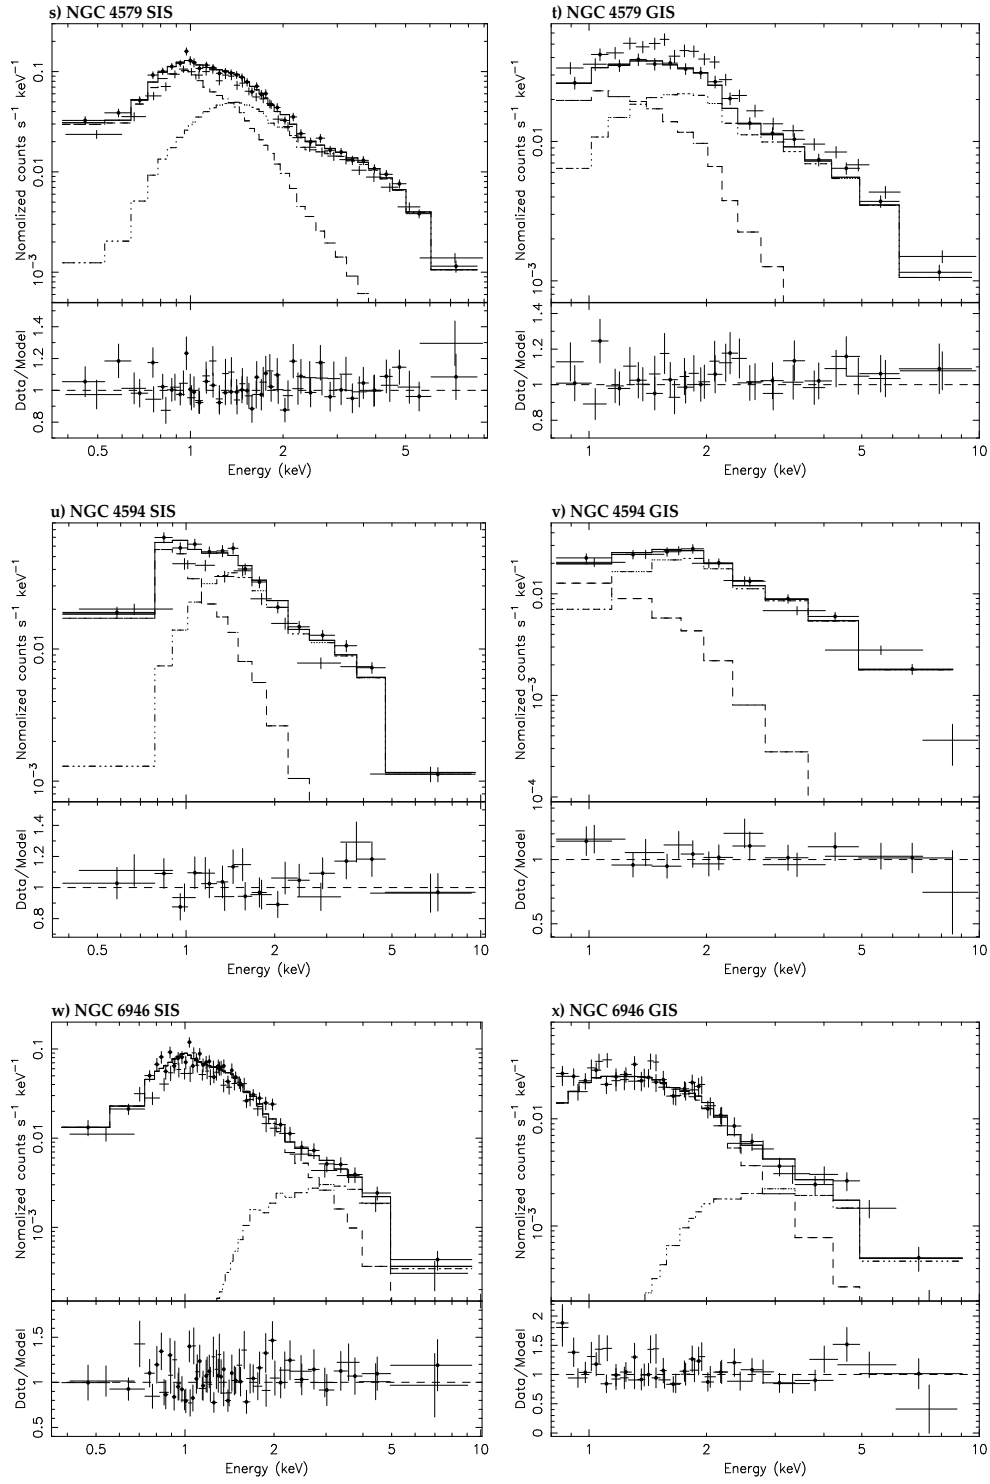 s) NGC 4579 SIS
Normalized counts s⁻¹ keV⁻¹
0.1
0.01
10⁻³
Data/Model
1.4
1.2
1
0.8
0.5 1 2 5
Energy (keV)
t) NGC 4579 GIS
Normalized counts s⁻¹ keV⁻¹
0.01
10⁻³
Data/Model
1.4
1.2
1
0.8
1 2 5 10
Energy (keV)
u) NGC 4594 SIS
Normalized counts s⁻¹ keV⁻¹
0.01
10⁻³
Data/Model
1.4
1.2
1
0.8
0.5 1 2 5 10
Energy (keV)
v) NGC 4594 GIS
Normalized counts s⁻¹ keV⁻¹
0.01
10⁻³
10⁻⁴
Data/Model
1
0.5
1 2 5 10
Energy (keV)
w) NGC 6946 SIS
Normalized counts s⁻¹ keV⁻¹
0.1
0.01
10⁻³
Data/Model
1.5
1
0.5
0.5 1 2 5 10
Energy (keV)
x) NGC 6946 GIS
Normalized counts s⁻¹ keV⁻¹
0.01
10⁻³
Data/Model
2
1.5
1
0.5
0
1 2 5 10
Energy (keV)